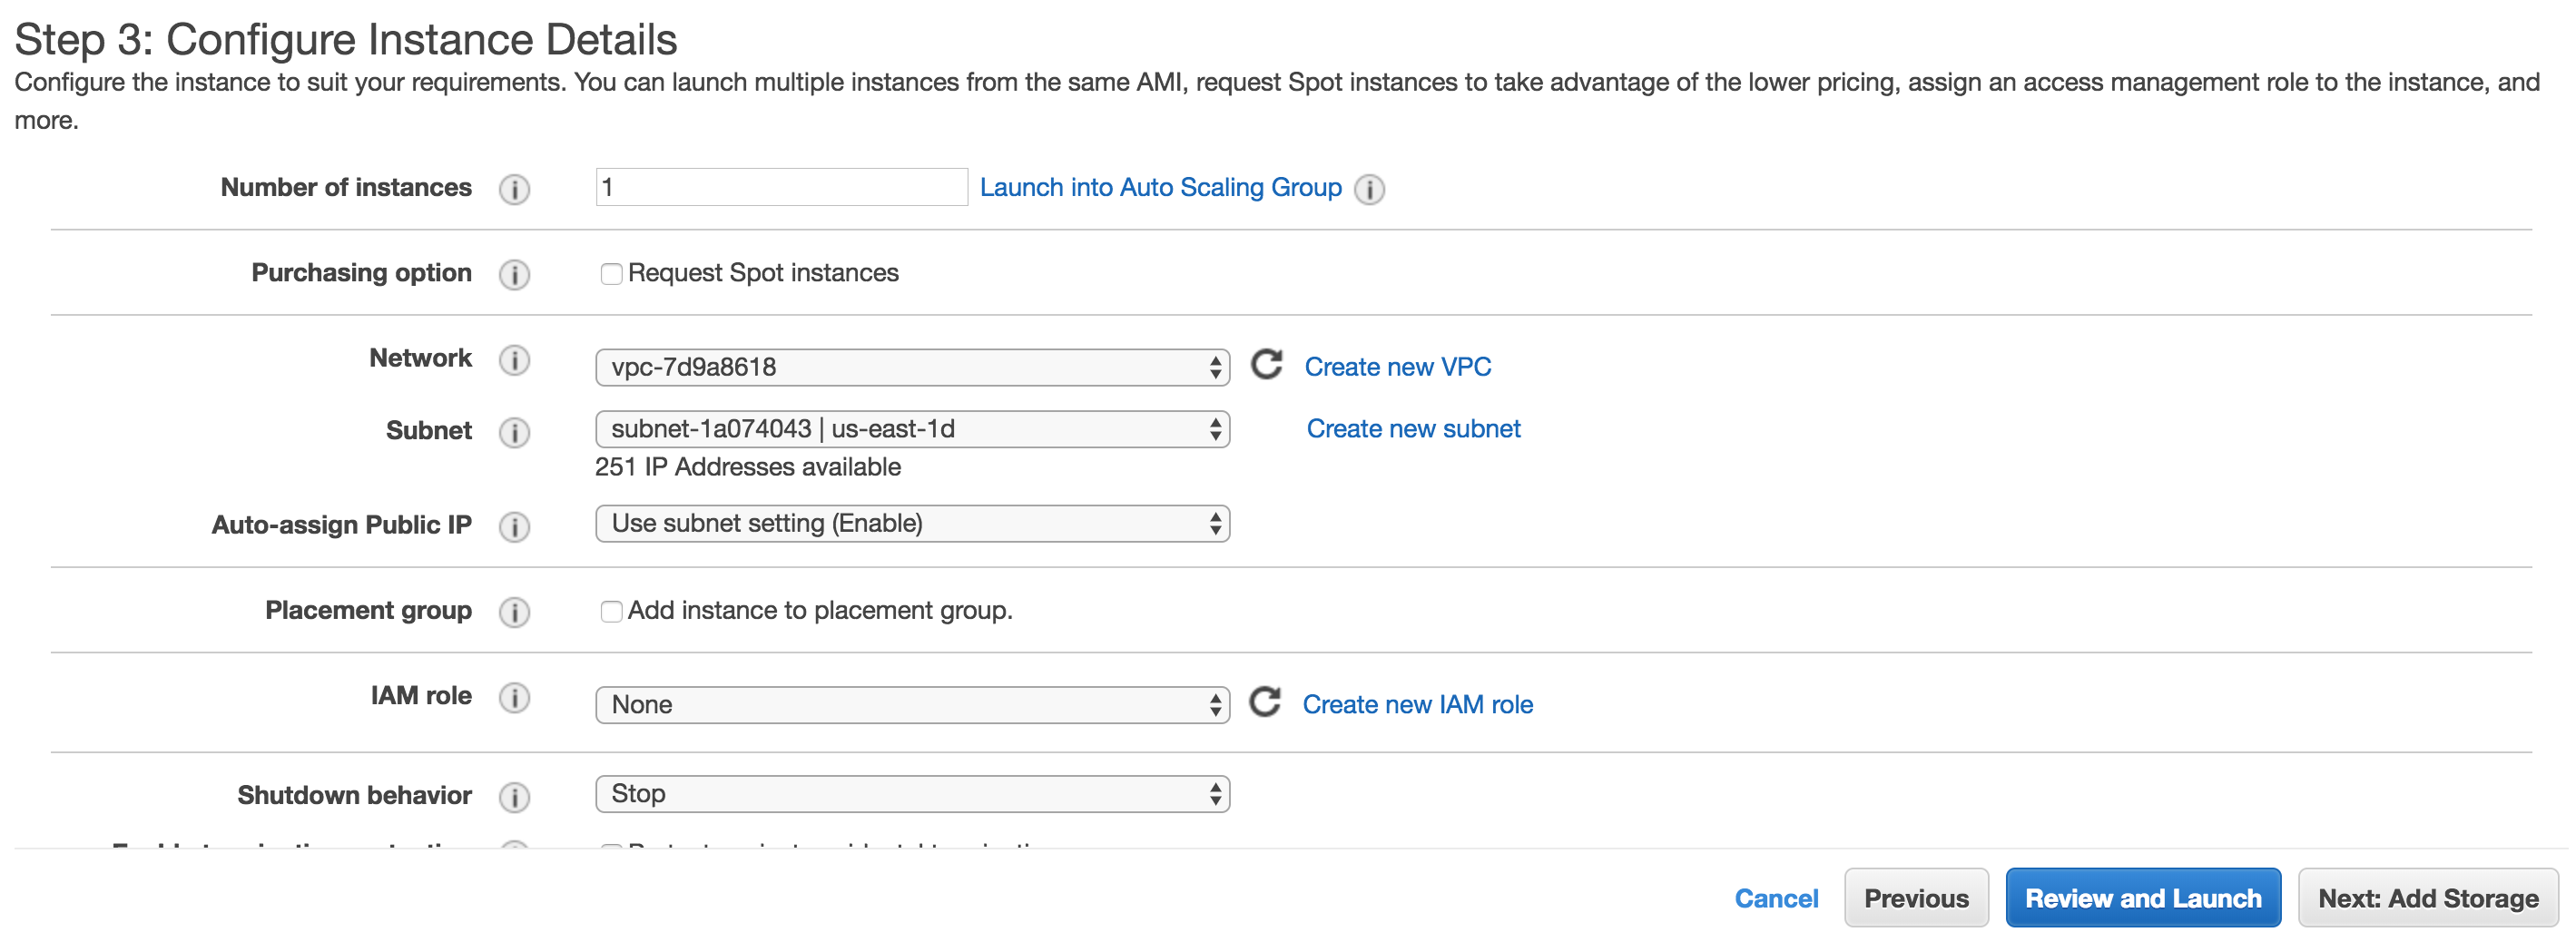 Step 3: Configure Instance Details
Configure the instance to suit your requirements. You can launch multiple instances from the same AMI, request Spot instances to take advantage of the lower pricing, assign an access management role to the instance, and
more.
Number of instances 1 Launch into Auto Scaling Group
Purchasing option Request Spot instances
Network vpc-7d9a8618 Create new VPC
Subnet subnet-1a074043 | us-east-1d Create new subnet
251 IP Addresses available
Auto-assign Public IP Use subnet setting (Enable)
Placement group Add instance to placement group.
IAM role None Create new IAM role
Shutdown behavior Stop
Cancel Previous Review and Launch Next: Add Storage